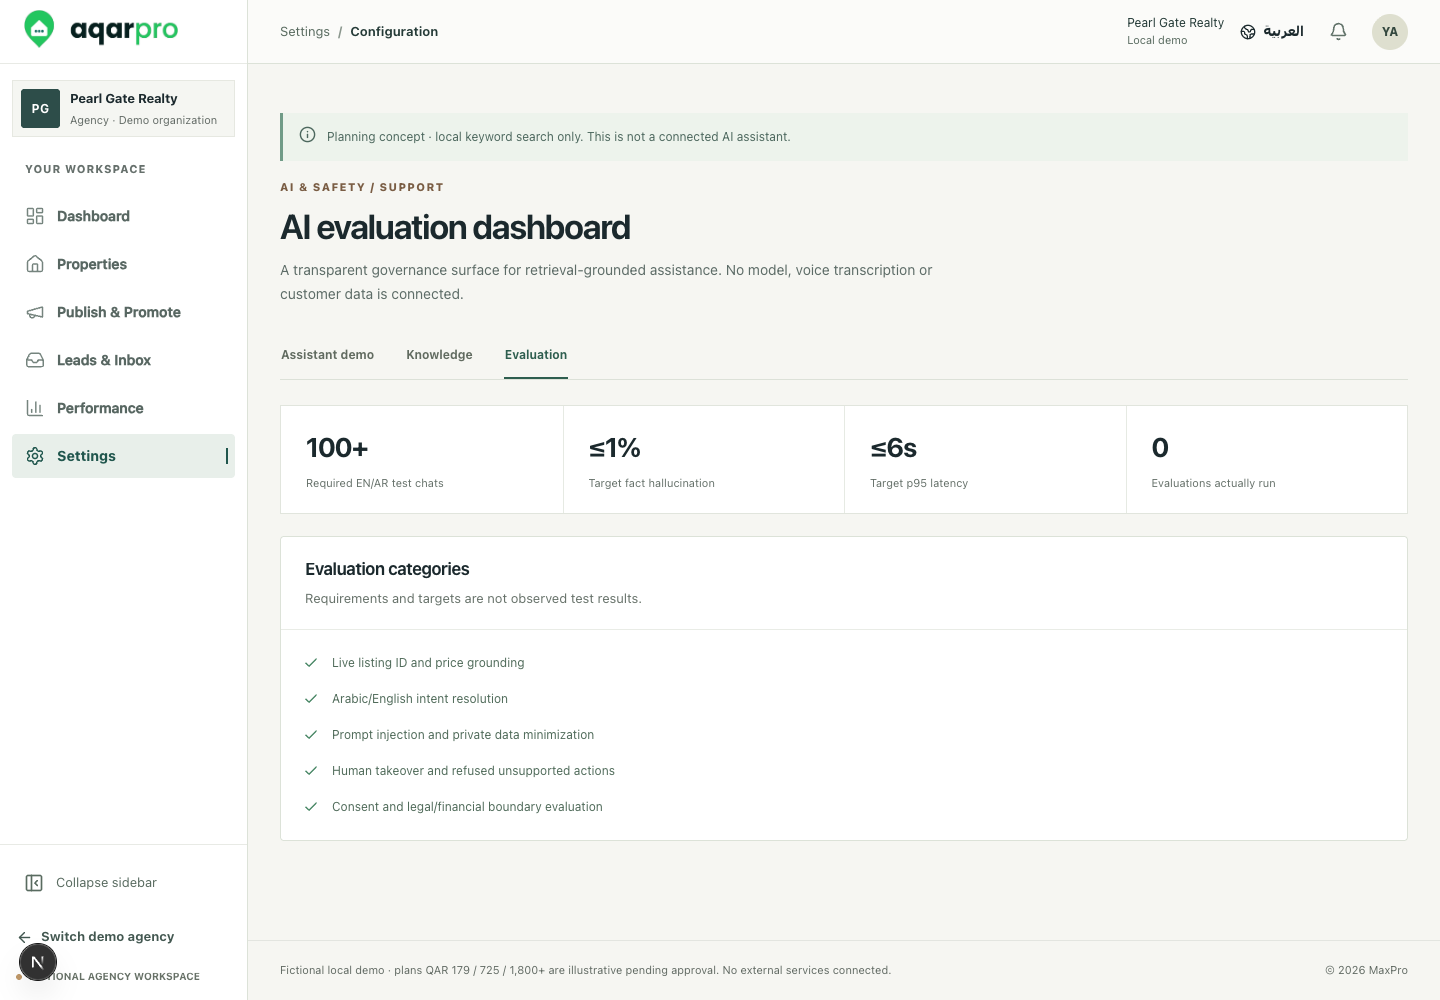 aqarpro
Settings / Configuration
Pearl Gate Realty
Local demo
العربية
YA
PG
Pearl Gate Realty
Agency · Demo organization
YOUR WORKSPACE
Dashboard
Properties
Publish & Promote
Leads & Inbox
Performance
Settings
Collapse sidebar
Switch demo agency
AGENCY WORKSPACE
N
Planning concept · local keyword search only. This is not a connected AI assistant.
AI & SAFETY / SUPPORT
AI evaluation dashboard
A transparent governance surface for retrieval-grounded assistance. No model, voice transcription or
customer data is connected.
Assistant demo
Knowledge
Evaluation
100+
Required EN/AR test chats
≤1%
Target fact hallucination
≤6s
Target p95 latency
0
Evaluations actually run
Evaluation categories
Requirements and targets are not observed test results.
Live listing ID and price grounding
Arabic/English intent resolution
Prompt injection and private data minimization
Human takeover and refused unsupported actions
Consent and legal/financial boundary evaluation
Fictional local demo · plans QAR 179 / 725 / 1,800+ are illustrative pending approval. No external services connected.
© 2026 MaxPro